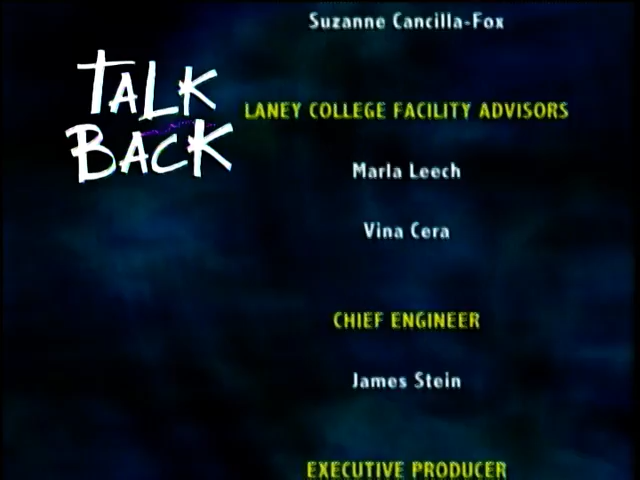 Suzanne Cancilla-Fox
TALK
BACK
LANEY COLLEGE FACILITY ADVISORS
Marla Leech
Vina Cera
CHIEF ENGINEER
James Stein
EXECUTIVE PRODUCER